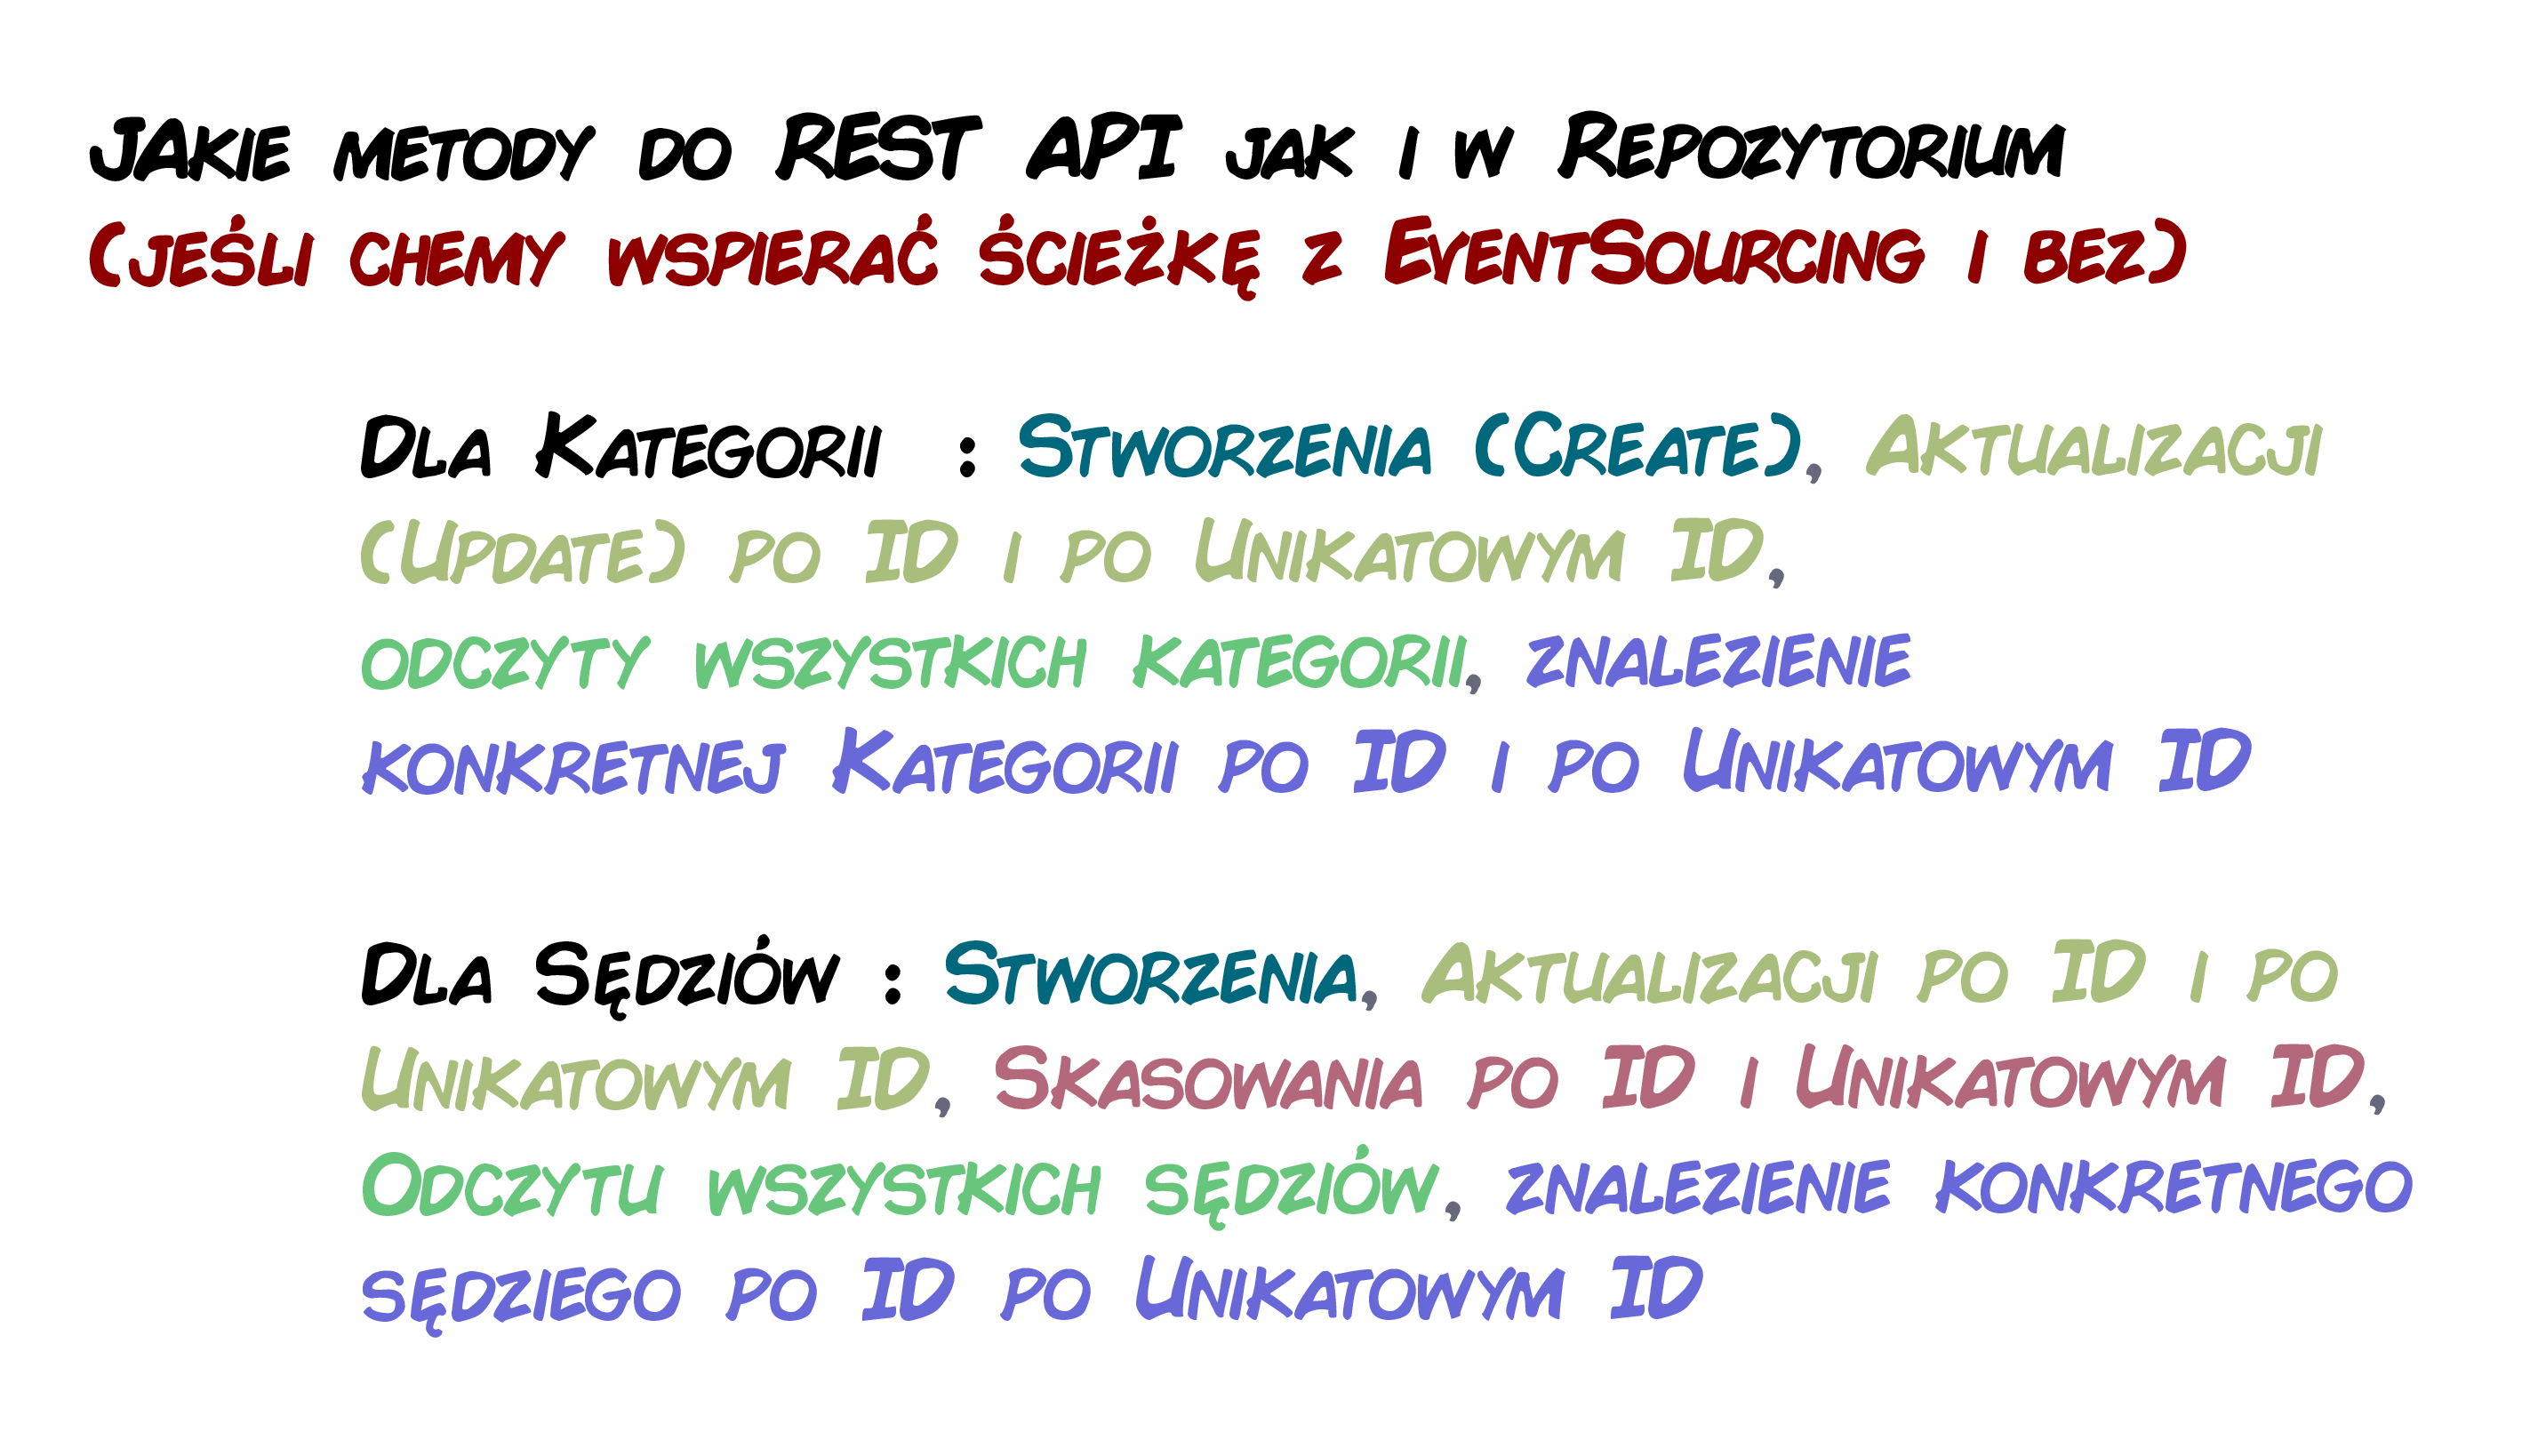 JAkie metody do REST API jak i w Repozytorium
(jeśli chemy wspierać ścieżkę z EventSourcing i bez)
Dla Kategorii : Stworzenia (Create), Aktualizacji
(Update) po ID i po Unikatowym ID,
odczyty wszystkich kategorii, znalezienie
konkretnej Kategorii po ID i po Unikatowym ID
Dla Sędziów : Stworzenia, Aktualizacji po ID i po
Unikatowym ID, Skasowania po ID i Unikatowym ID,
Odczytu wszystkich sędziów, znalezienie konkretnego
sędziego po ID po Unikatowym ID